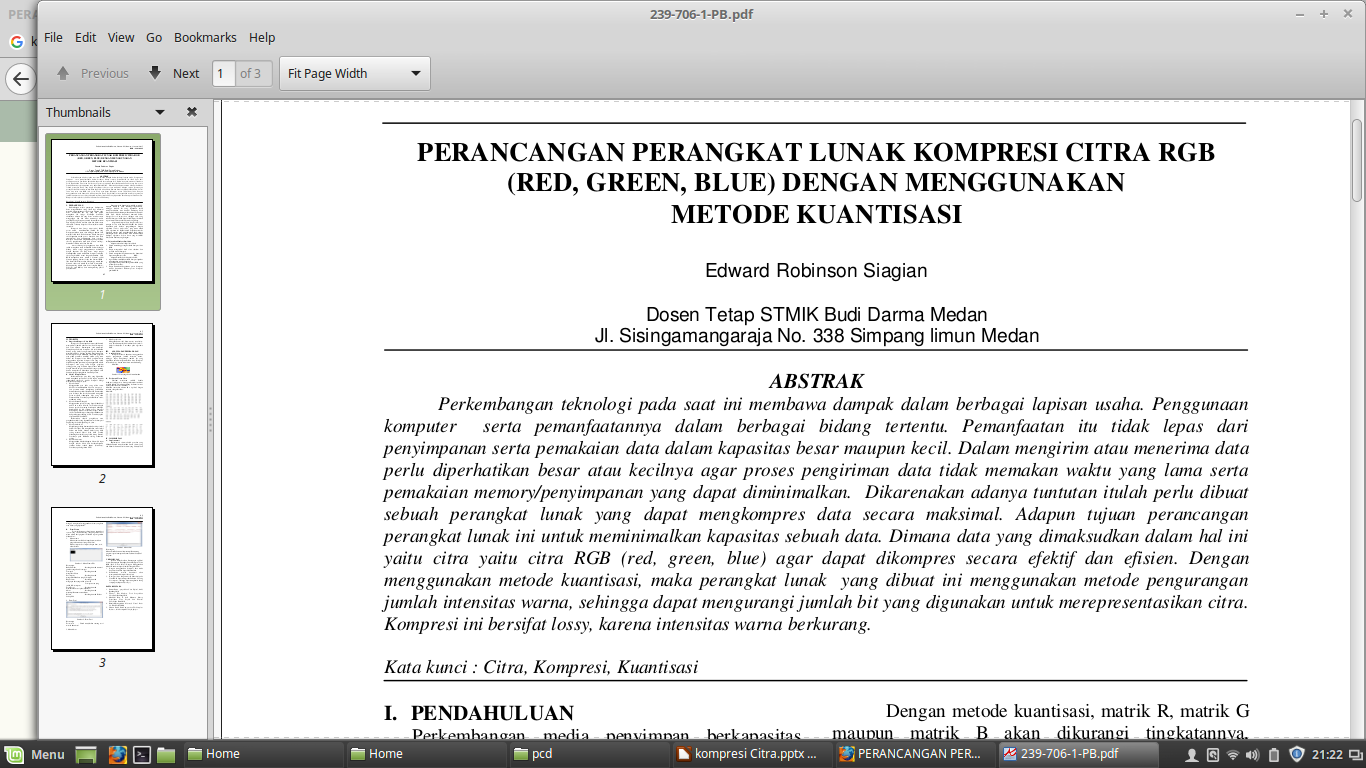 PERA
239-706-1-PB.pdf
File Edit View Go Bookmarks Help
k
Previous Next 1 of 3 Fit Page Width
Thumbnails
1
2
3
PERANCANGAN PERANGKAT LUNAK KOMPRESI CITRA RGB
(RED, GREEN, BLUE) DENGAN MENGGUNAKAN
METODE KUANTISASI
Edward Robinson Siagian
Dosen Tetap STMIK Budi Darma Medan
Jl. Sisingamangaraja No. 338 Simpang limun Medan
ABSTRAK
Perkembangan teknologi pada saat ini membawa dampak dalam berbagai lapisan usaha. Penggunaan
komputer serta pemanfaatannya dalam berbagai bidang tertentu. Pemanfaatan itu tidak lepas dari
penyimpanan serta pemakaian data dalam kapasitas besar maupun kecil. Dalam mengirim atau menerima data
perlu diperhatikan besar atau kecilnya agar proses pengiriman data tidak memakan waktu yang lama serta
pemakaian memory/penyimpanan yang dapat diminimalkan. Dikarenakan adanya tuntutan itulah perlu dibuat
sebuah perangkat lunak yang dapat mengkompres data secara maksimal. Adapun tujuan perancangan
perangkat lunak ini untuk meminimalkan kapasitas sebuah data. Dimana data yang dimaksudkan dalam hal ini
yaitu citra yaitu citra RGB (red, green, blue) agar dapat dikompres secara efektif dan efisien. Dengan
menggunakan metode kuantisasi, maka perangkat lunak yang dibuat ini menggunakan metode pengurangan
jumlah intensitas warna, sehingga dapat mengurangi jumlah bit yang digunakan untuk merepresentasikan citra.
Kompresi ini bersifat lossy, karena intensitas warna berkurang.
Kata kunci : Citra, Kompresi, Kuantisasi
I. PENDAHULUAN
Perkembangan media penyimpan berkapasitas
Dengan metode kuantisasi, matrik R, matrik G
maupun matrik B akan dikurangi tingkatannya.
Menu Home Home pcd kompresi Citra.pptx ... PERANCANGAN PER... 239-706-1-PB.pdf 21:22